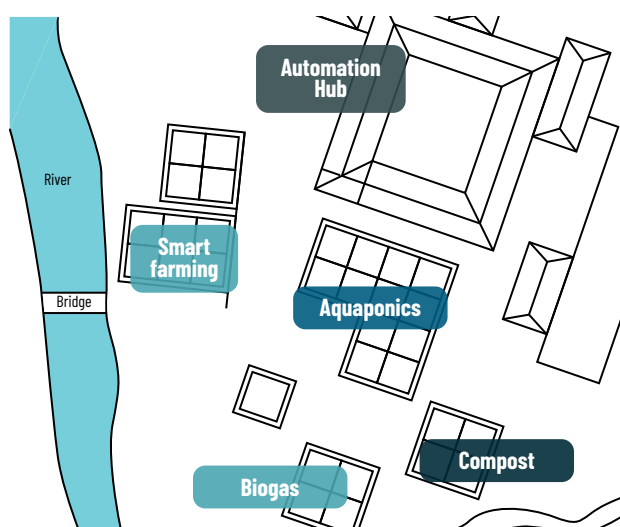 Automation
Hub
River
Smart
farming
Bridge
Aquaponics
Compost
Biogas